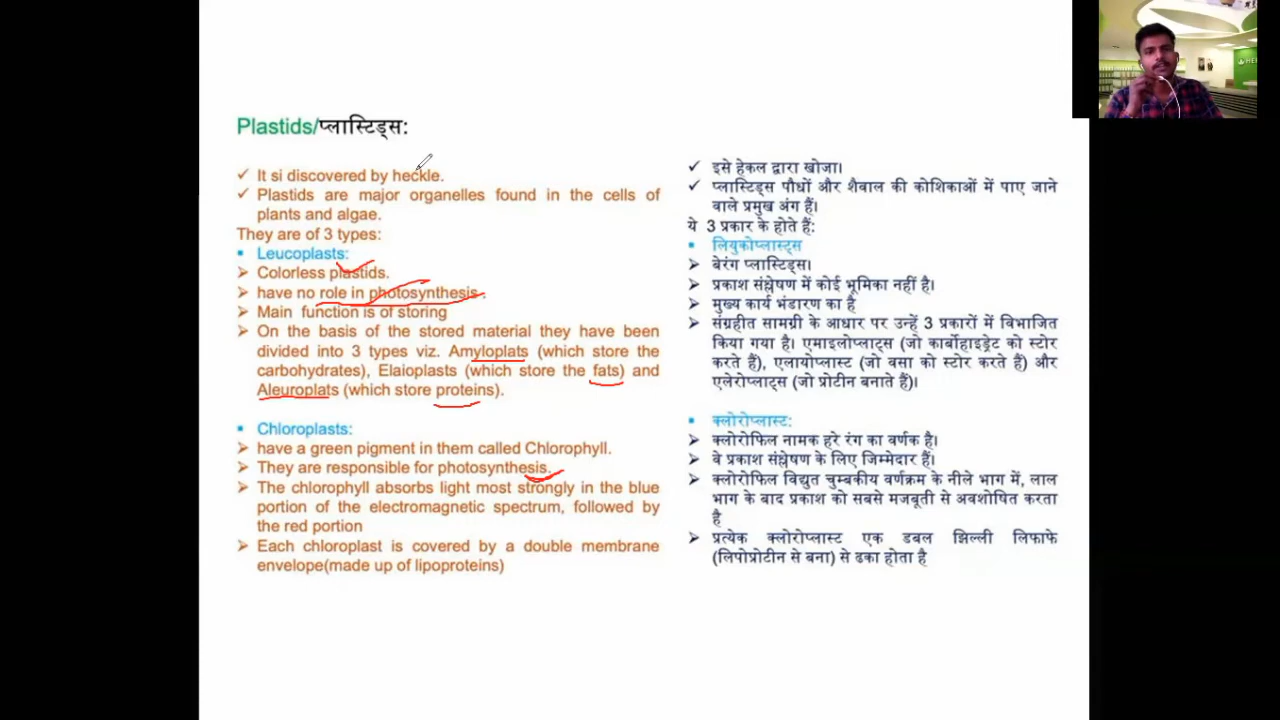 Plastids/प्लास्टिड्स:
It si discovered by heckle.
Plastids are major organelles found in the cells of
plants and algae.
They are of 3 types:
Leucoplasts:
Colorless plastids.
have no role in photosynthesis .
Main function is of storing
On the basis of the stored material they have been
divided into 3 types viz. Amyloplats (which store the
carbohydrates), Elaioplasts (which store the fats) and
Aleuroplats (which store proteins).
Chloroplasts:
have a green pigment in them called Chlorophyll.
They are responsible for photosynthesis.
The chlorophyll absorbs light most strongly in the blue
portion of the electromagnetic spectrum, followed by
the red portion
Each chloroplast is covered by a double membrane
envelope(made up of lipoproteins)
इसे हेकल द्वारा खोजा।
प्लास्टिड्स पौधों और शैवाल की कोशिकाओं में पाए जाने
वाले प्रमुख अंग हैं।
ये 3 प्रकार के होते हैं:
लियुकोप्लास्ट्स
बेरंग प्लास्टिड्स।
प्रकाश संश्लेषण में कोई भूमिका नहीं है।
मुख्य कार्य भंडारण का है
संग्रहीत सामग्री के आधार पर उन्हें 3 प्रकारों में विभाजित
किया गया है। एमाइलोप्लाट्स (जो कार्बोहाइड्रेट को स्टोर
करते हैं), एलायोप्लास्ट (जो वसा को स्टोर करते हैं) और
एलेरोप्लाट्स (जो प्रोटीन बनाते हैं)।
क्लोरोप्लास्ट:
क्लोरोफिल नामक हरे रंग का वर्णक है।
वे प्रकाश संश्लेषण के लिए जिम्मेदार हैं।
क्लोरोफिल विद्युत चुम्बकीय वर्णक्रम के नीले भाग में, लाल
भाग के बाद प्रकाश को सबसे मजबूती से अवशोषित करता
है
प्रत्येक क्लोरोप्लास्ट एक डबल झिल्ली लिफाफे
(लिपोप्रोटीन से बना) से ढका होता है